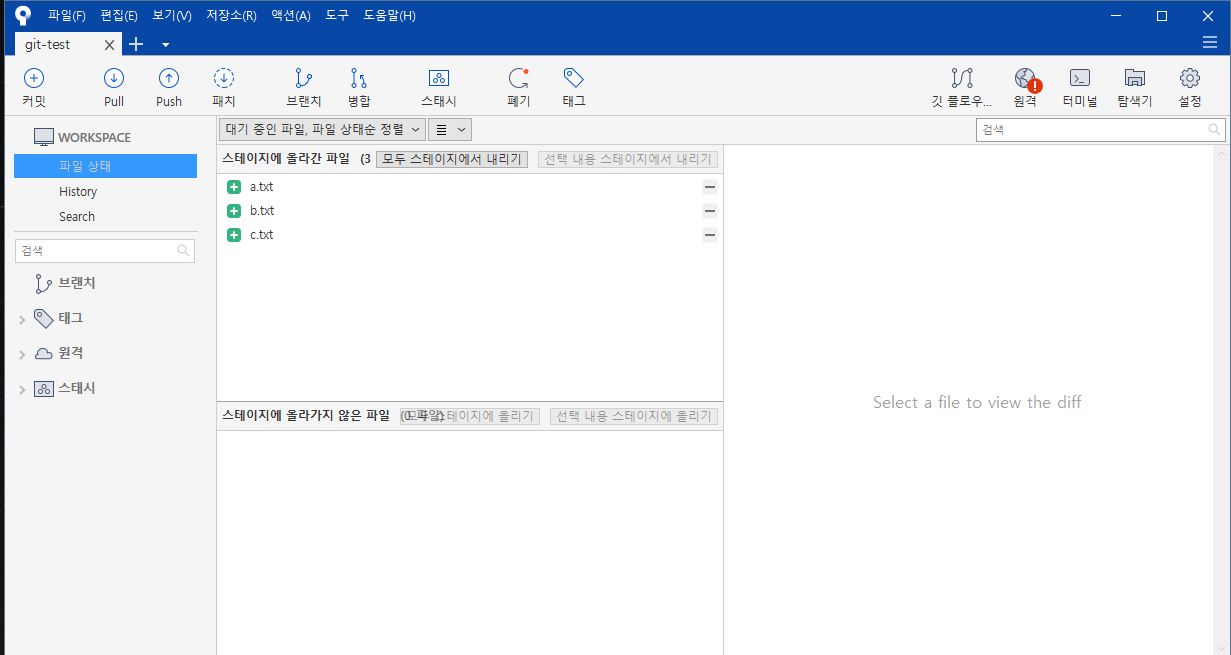 파일(F) 편집(E) 보기(V) 저장소(R) 액션(A) 도구 도움말(H)
git-test
커밋 Pull Push 패치 브랜치 병합 스태시 폐기 태그 깃 플로우... 원격 터미널 탐색기 설정
WORKSPACE
파일 상태
History
Search
검색
브랜치
태그
원격
스태시
대기 중인 파일, 파일 상태순 정렬
검색
스테이지에 올라간 파일 (3 모두 스테이지에서 내리기 선택 내용 스테이지에서 내리기
a.txt
b.txt
c.txt
스테이지에 올라가지 않은 파일 스테이지에 올리기 선택 내용 스테이지에 올리기
Select a file to view the diff